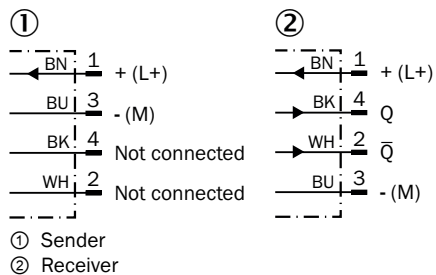 ①
BN 1 + (L+)
BU 3 - (M)
BK 4 Not connected
WH 2 Not connected
②
BN 1 + (L+)
BK 4 Q
WH 2 Q̅
BU 3 - (M)
① Sender
② Receiver